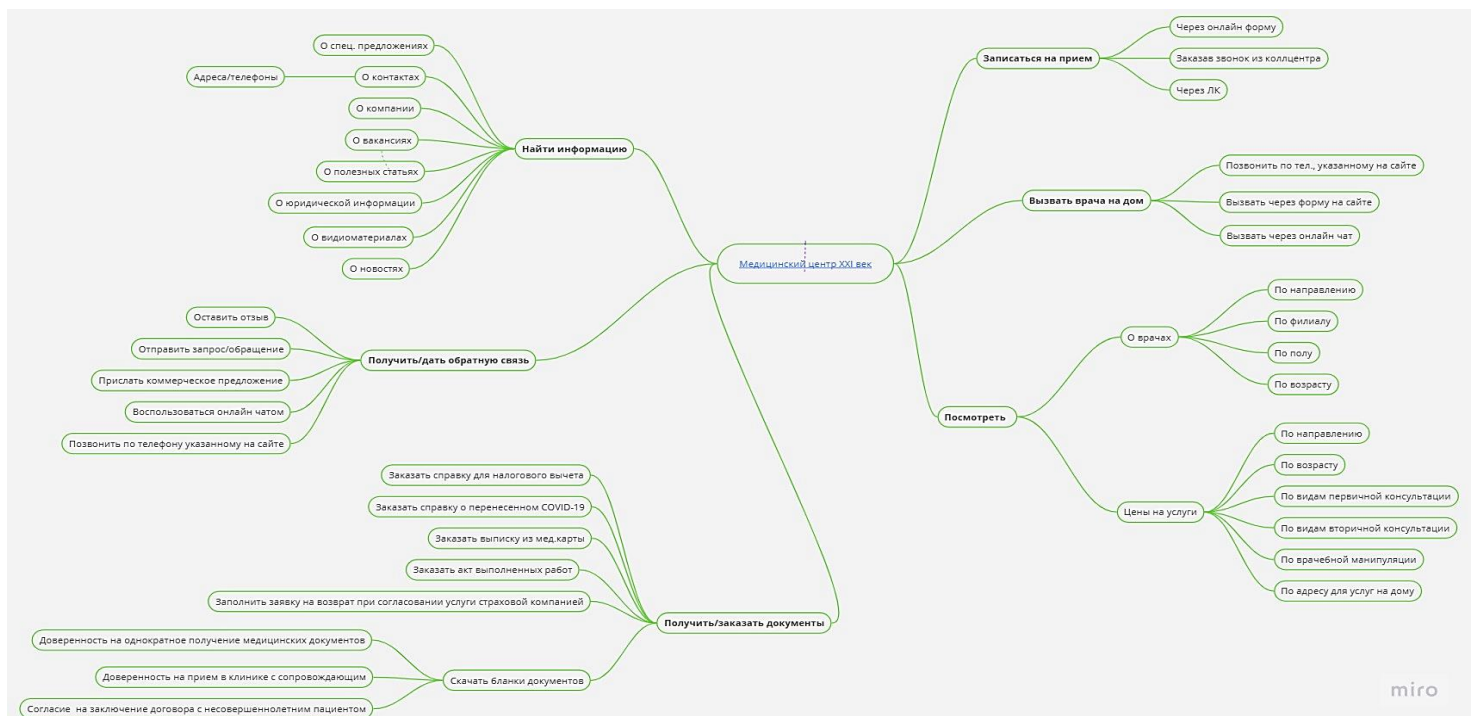 О спец. предложениях
Адреса/телефоны
О контактах
О компании
О вакансиях
О полезных статьях
О юридической информации
О видиоматериалах
О новостях
Найти информацию
Оставить отзыв
Отправить запрос/обращение
Прислать коммерческое предложение
Воспользоваться онлайн чатом
Позвонить по телефону указанному на сайте
Получить/дать обратную связь
Заказать справку для налогового вычета
Заказать справку о перенесенном COVID-19
Заказать выписку из мед.карты
Заказать акт выполненных работ
Заполнить заявку на возврат при согласовании услуги страховой компанией
Доверенность на однократное получение медицинских документов
Доверенность на прием в клинике с сопровождающим
Согласие на заключение договора с несовершеннолетним пациентом
Скачать бланки документов
Получить/заказать документы
Медицинский центр XXI век
Записаться на прием
Через онлайн форму
Заказав звонок из коллцентра
Через ЛК
Вызвать врача на дом
Позвонить по тел., указанному на сайте
Вызвать через форму на сайте
Вызвать через онлайн чат
Посмотреть
О врачах
По направлению
По филиалу
По полу
По возрасту
Цены на услуги
По направлению
По возрасту
По видам первичной консультации
По видам вторичной консультации
По врачебной манипуляции
По адресу для услуг на дому
miro